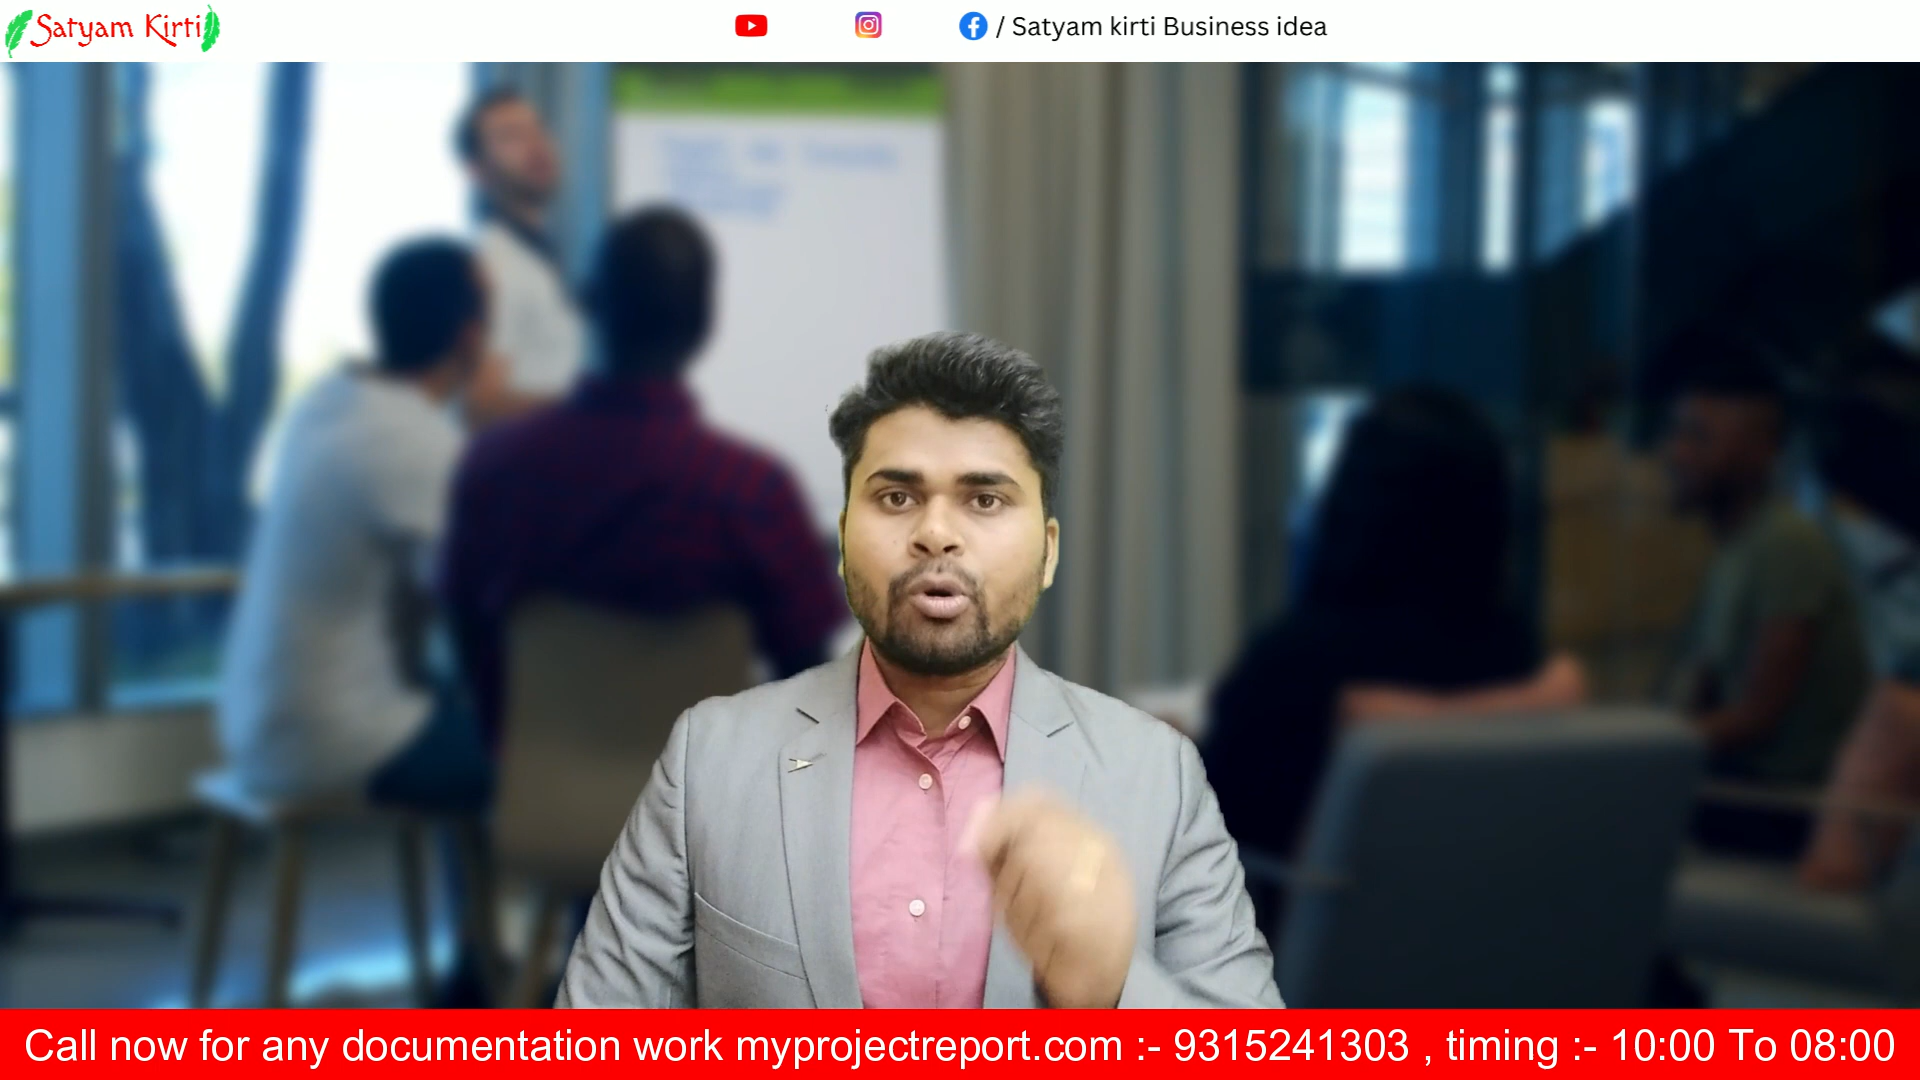 Satyam Kirti
/ Satyam kirti Business idea
Call now for any documentation work myprojectreport.com :- 9315241303 , timing :- 10:00 To 08:00